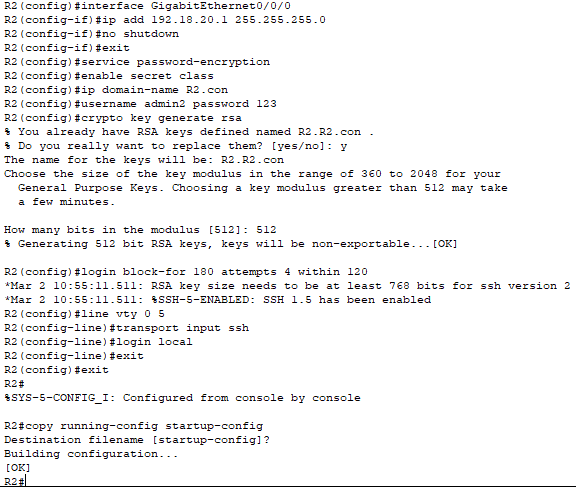 R2(config)#interface GigabitEthernet0/0/0
R2(config-if)#ip add 192.18.20.1 255.255.255.0
R2(config-if)#no shutdown
R2(config-if)#exit
R2(config)#service password-encryption
R2(config)#enable secret class
R2(config)#ip domain-name R2.con
R2(config)#username admin2 password 123
R2(config)#crypto key generate rsa
% You already have RSA keys defined named R2.R2.con .
% Do you really want to replace them? [yes/no]: y
The name for the keys will be: R2.R2.con
Choose the size of the key modulus in the range of 360 to 2048 for your
General Purpose Keys. Choosing a key modulus greater than 512 may take
a few minutes.
How many bits in the modulus [512]: 512
% Generating 512 bit RSA keys, keys will be non-exportable...[OK]
R2(config)#login block-for 180 attempts 4 within 120
*Mar 2 10:55:11.511: RSA key size needs to be at least 768 bits for ssh version 2
*Mar 2 10:55:11.511: %SSH-5-ENABLED: SSH 1.5 has been enabled
R2(config)#line vty 0 5
R2(config-line)#transport input ssh
R2(config-line)#login local
R2(config-line)#exit
R2(config)#exit
R2#
%SYS-5-CONFIG_I: Configured from console by console
R2#copy running-config startup-config
Destination filename [startup-config]?
Building configuration...
[OK]
R2#